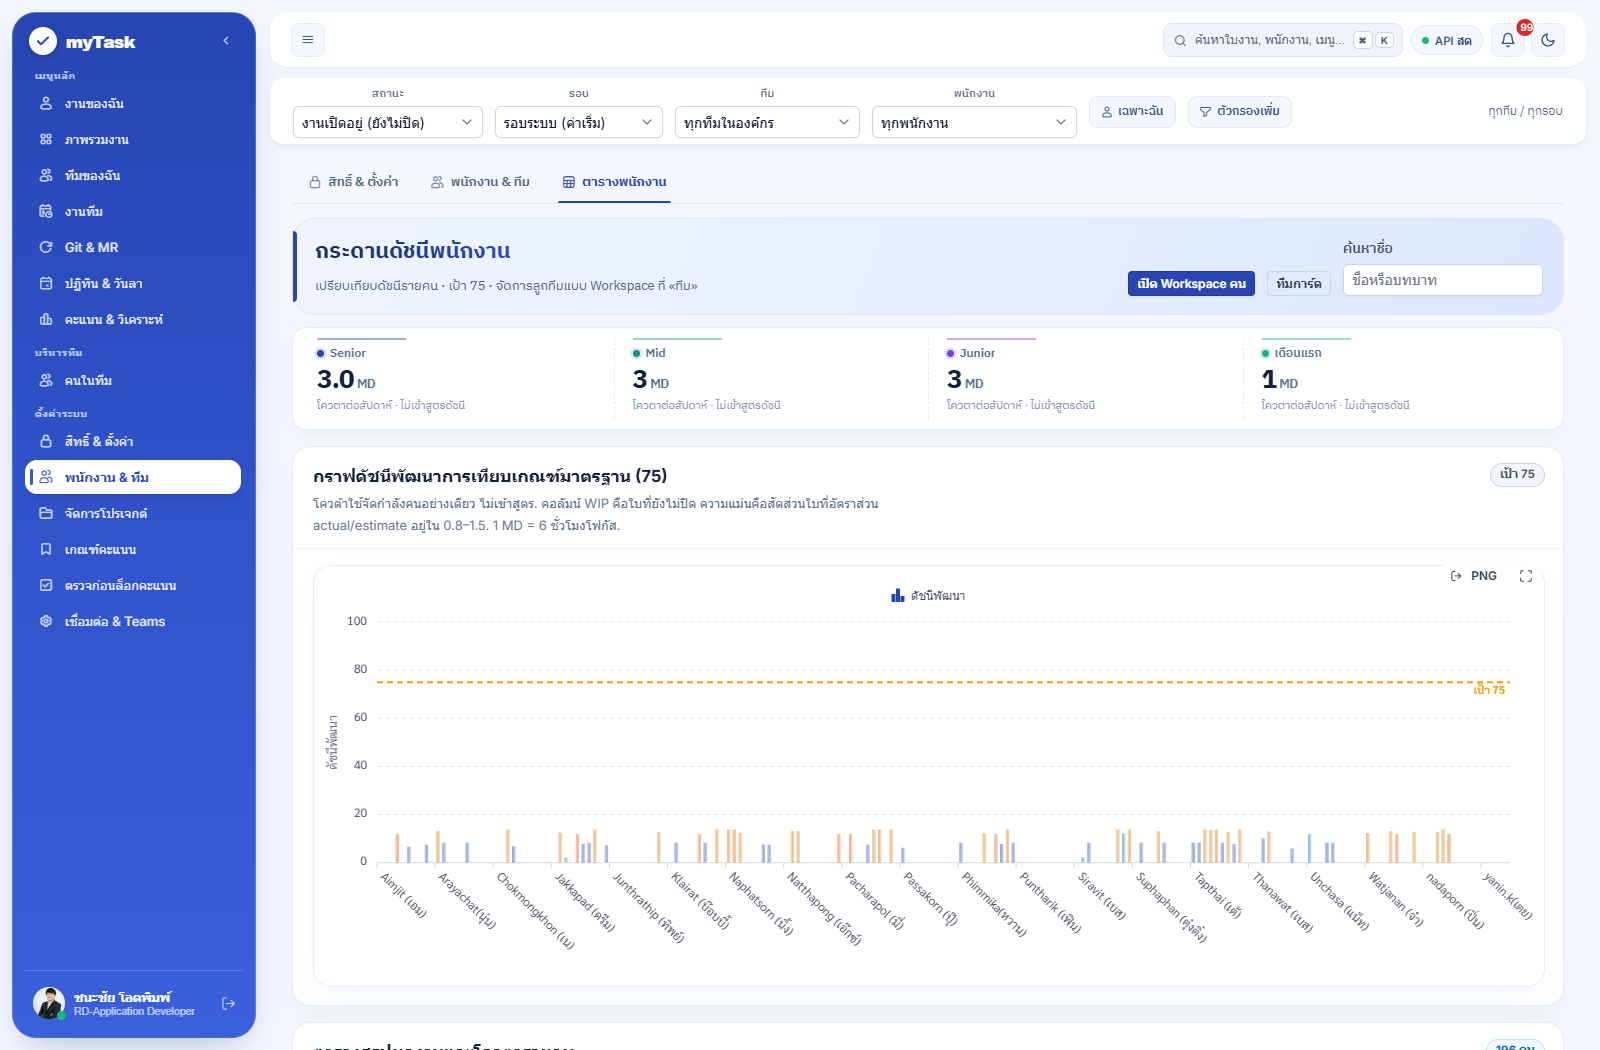 myTask
เมนูหลัก
งานของฉัน
ภาพรวมงาน
ทีมของฉัน
งานทีม
Git & MR
ปฏิทิน & วันลา
คะแนน & วิเคราะห์
บริหารทีม
คนในทีม
ตั้งค่าระบบ
สิทธิ์ & ตั้งค่า
พนักงาน & ทีม
จัดการโปรเจกต์
เกณฑ์คะแนน
ตรวจก่อนล็อกคะแนน
เชื่อมต่อ & Teams
ชนะชัย โอตพิมพ์
RD-Application Developer
ค้นหาใบงาน, พนักงาน, เมนู... ⌘ K
API สด
99
สถานะ
งานเปิดอยู่ (ยังไม่ปิด)
รอบ
รอบระบบ (ค่าเริ่ม)
ทีม
ทุกทีมในองค์กร
พนักงาน
ทุกพนักงาน
เฉพาะฉัน
ตัวกรองเพิ่ม
ทุกทีม / ทุกรอบ
สิทธิ์ & ตั้งค่า
พนักงาน & ทีม
ตารางพนักงาน
กระดานดัชนีพนักงาน
เปรียบเทียบดัชนีรายคน · เป้า 75 · จัดการลูกทีมแบบ Workspace ที่ «ทีม»
เปิด Workspace คน
ทีมการ์ด
ค้นหาชื่อ
ชื่อหรือบทบาท
Senior
3.0 MD
โควตาต่อสัปดาห์ · ไม่เข้าสูตรดัชนี
Mid
3 MD
โควตาต่อสัปดาห์ · ไม่เข้าสูตรดัชนี
Junior
3 MD
โควตาต่อสัปดาห์ · ไม่เข้าสูตรดัชนี
เดือนแรก
1 MD
โควตาต่อสัปดาห์ · ไม่เข้าสูตรดัชนี
กราฟดัชนีพัฒนาการเทียบเกณฑ์มาตรฐาน (75)
เป้า 75
โควต้าใช้จัดกำลังคนอย่างเดียว ไม่เข้าสูตร. คอลัมน์ WIP คือใบที่ยังไม่ปิด ความแม่นคือสัดส่วนใบที่อัตราส่วน
actual/estimate อยู่ใน 0.8–1.5. 1 MD = 6 ชั่วโมงโฟกัส.
PNG
ดัชนีพัฒนา
ดัชนีพัฒนา
100
80
60
40
20
0
เป้า 75
Aimjit (เอม)
Arayachat(นุ่น)
Chokmongkhon (เน)
Jakkapad (ครีม)
Junthrathip (ทิพย์)
Klairat (บ๊อบบี้)
Naphatsorn (นิ้ง)
Natthapong (เอ็กซ์)
Pacharapol (มี่)
Passakorn (ปู้)
Phimmika(หวาน)
Puntharik (เฟิน)
Siravit (เบส)
Suphaphan (ตุ๋งติ๋ง)
Tapthai (เต้)
Thanawat (เบส)
Unchasa (แน็ท)
Watjanan (จ๋า)
nadaporn (ปิ่น)
yanin.k(เตย)
196 คน